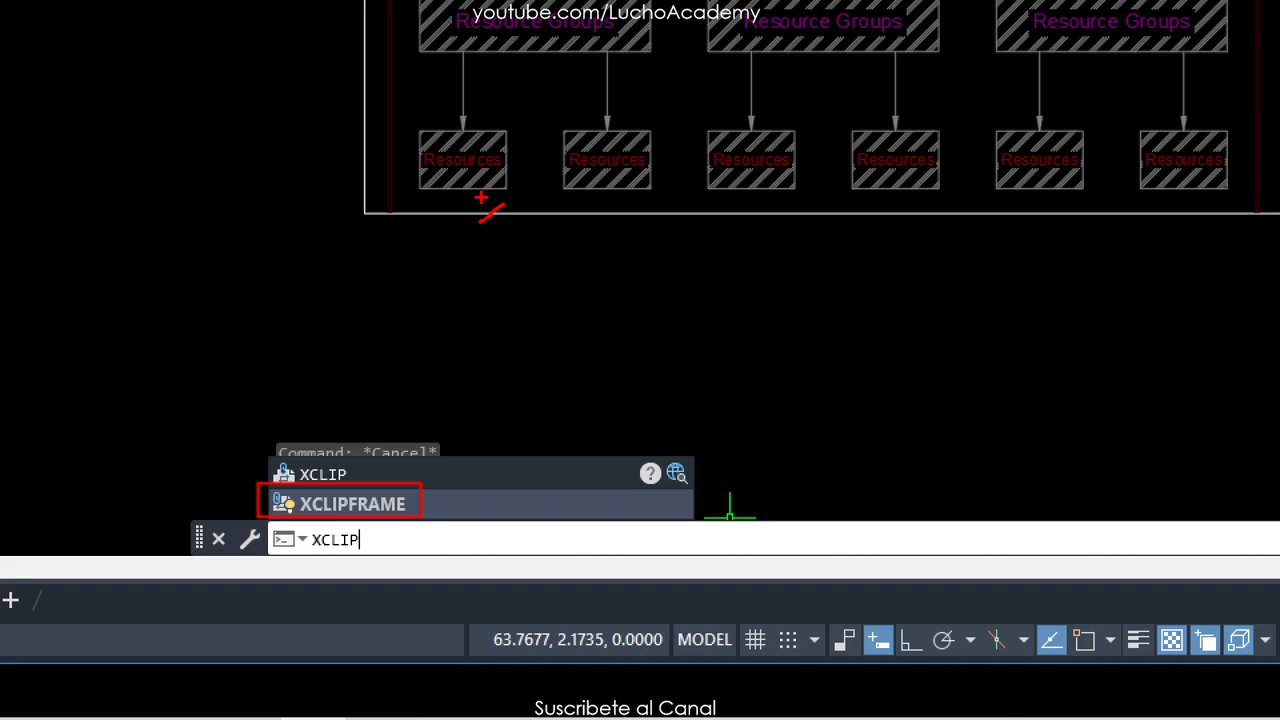 youtube.com/LuchoAcademy
Resource Groups Resource Groups Resource Groups
Resources Resources Resources Resources Resources Resources
Command: *Cancel*
XCLIP
XCLIPFRAME
XCLIP
63.7677, 2.1735, 0.0000 MODEL
Suscribete al Canal